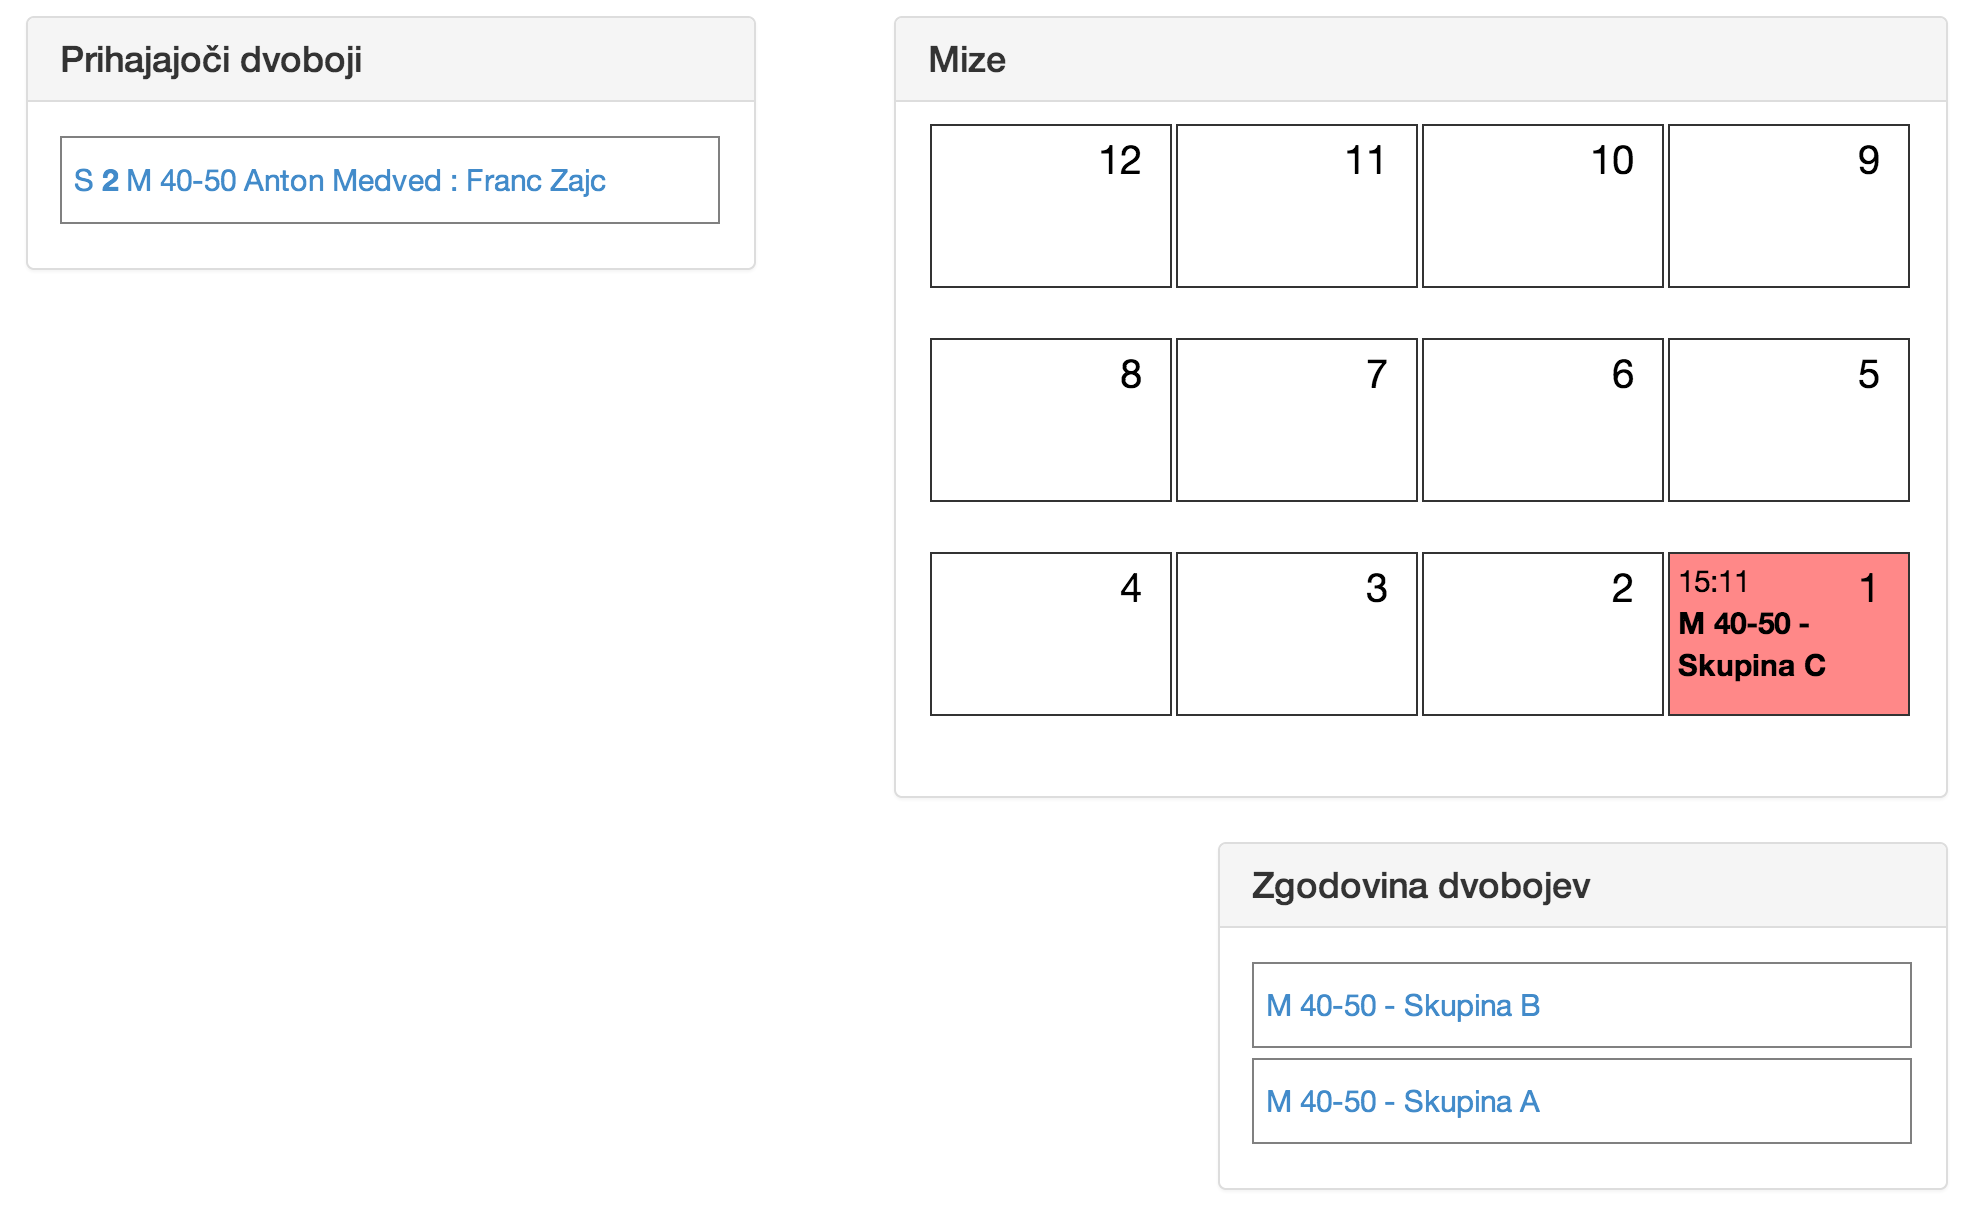 Prihajajoči dvoboji
S 2 M 40-50 Anton Medved : Franc Zajc
Mize
12 11 10 9
8 7 6 5
4 3 2 1
15:11
M 40-50 -
Skupina C
Zgodovina dvobojev
M 40-50 - Skupina B
M 40-50 - Skupina A